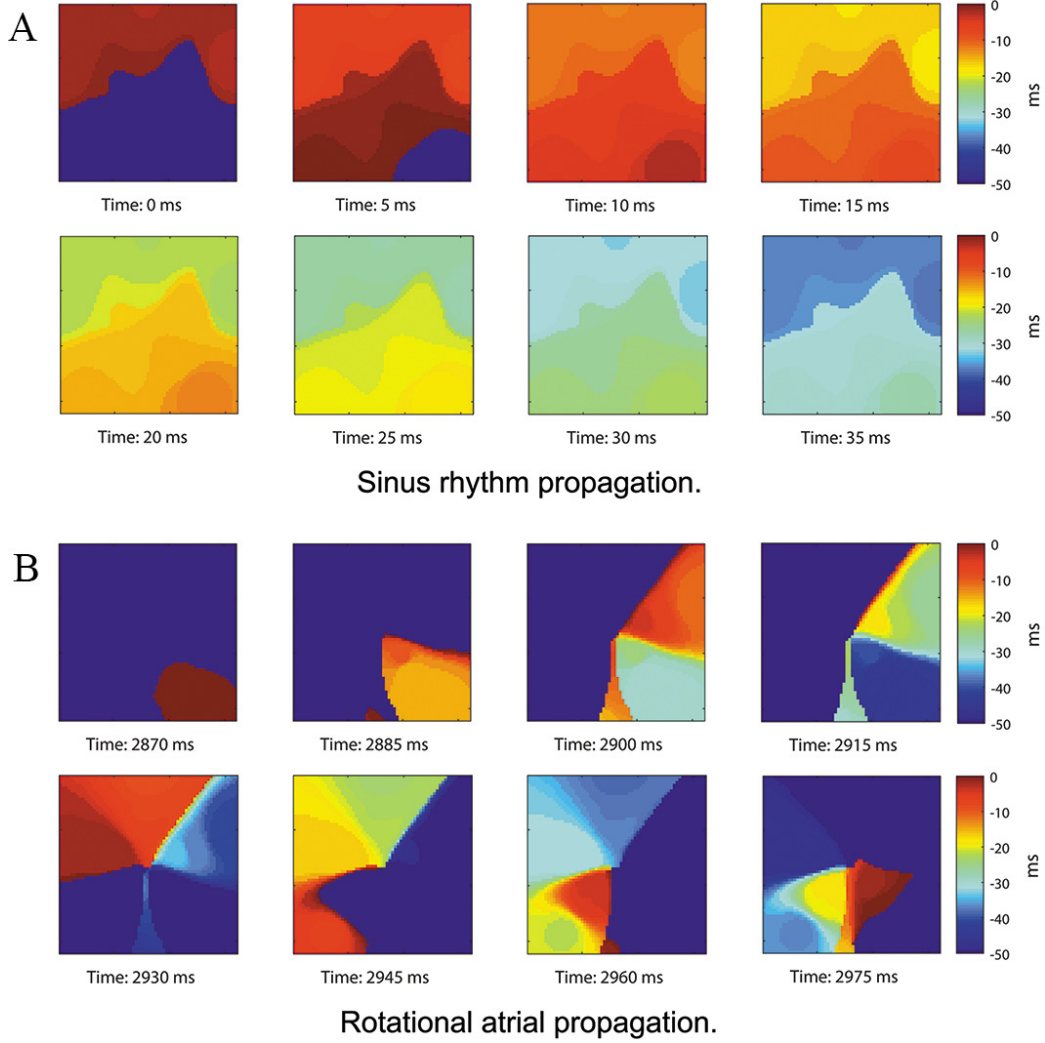 A
0
-10
-20
-30
-40
-50
ms
Time: 0 ms
Time: 5 ms
Time: 10 ms
Time: 15 ms
0
-10
-20
-30
-40
-50
ms
Time: 20 ms
Time: 25 ms
Time: 30 ms
Time: 35 ms
Sinus rhythm propagation.
B
0
-10
-20
-30
-40
-50
ms
Time: 2870 ms
Time: 2885 ms
Time: 2900 ms
Time: 2915 ms
0
-10
-20
-30
-40
-50
ms
Time: 2930 ms
Time: 2945 ms
Time: 2960 ms
Time: 2975 ms
Rotational atrial propagation.